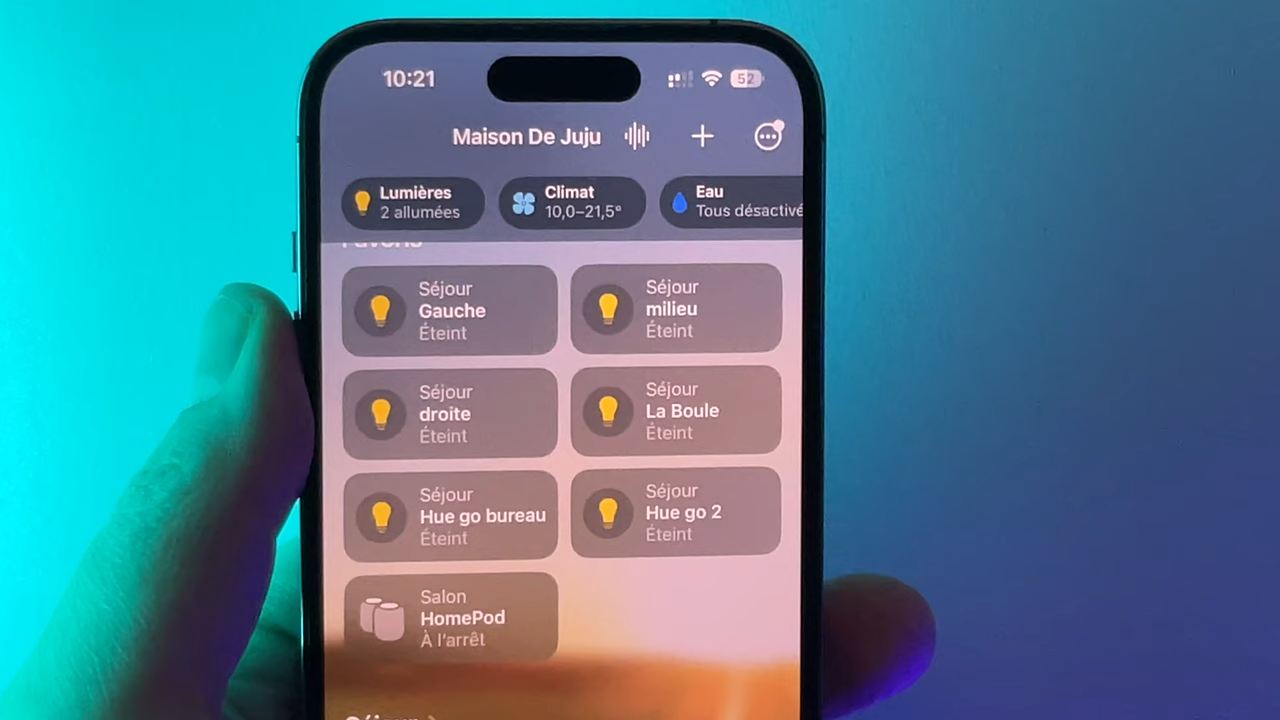 10:21
52
Maison De Juju
Lumières
2 allumées
Climat
10,0–21,5°
Eau
Tous désactivé
Favoris
Séjour
Gauche
Éteint
Séjour
milieu
Éteint
Séjour
droite
Éteint
Séjour
La Boule
Éteint
Séjour
Hue go bureau
Éteint
Séjour
Hue go 2
Éteint
Salon
HomePod
À l'arrêt
Séjour